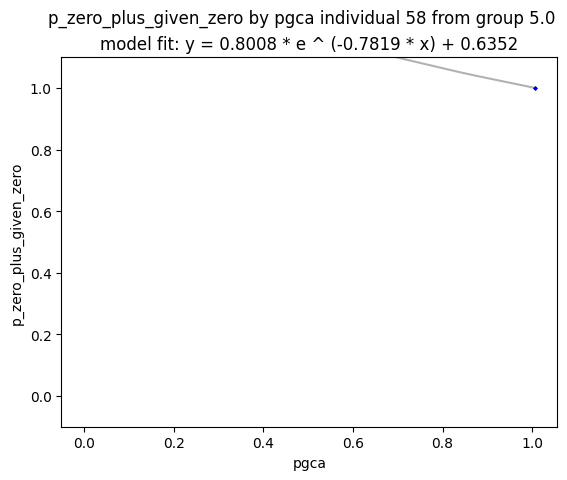 p_zero_plus_given_zero by pgca individual 58 from group 5.0
model fit: y = 0.8008 * e ^ (-0.7819 * x) + 0.6352
1.0
0.8
0.6
0.4
0.2
0.0
p_zero_plus_given_zero
0.0 0.2 0.4 0.6 0.8 1.0
pgca